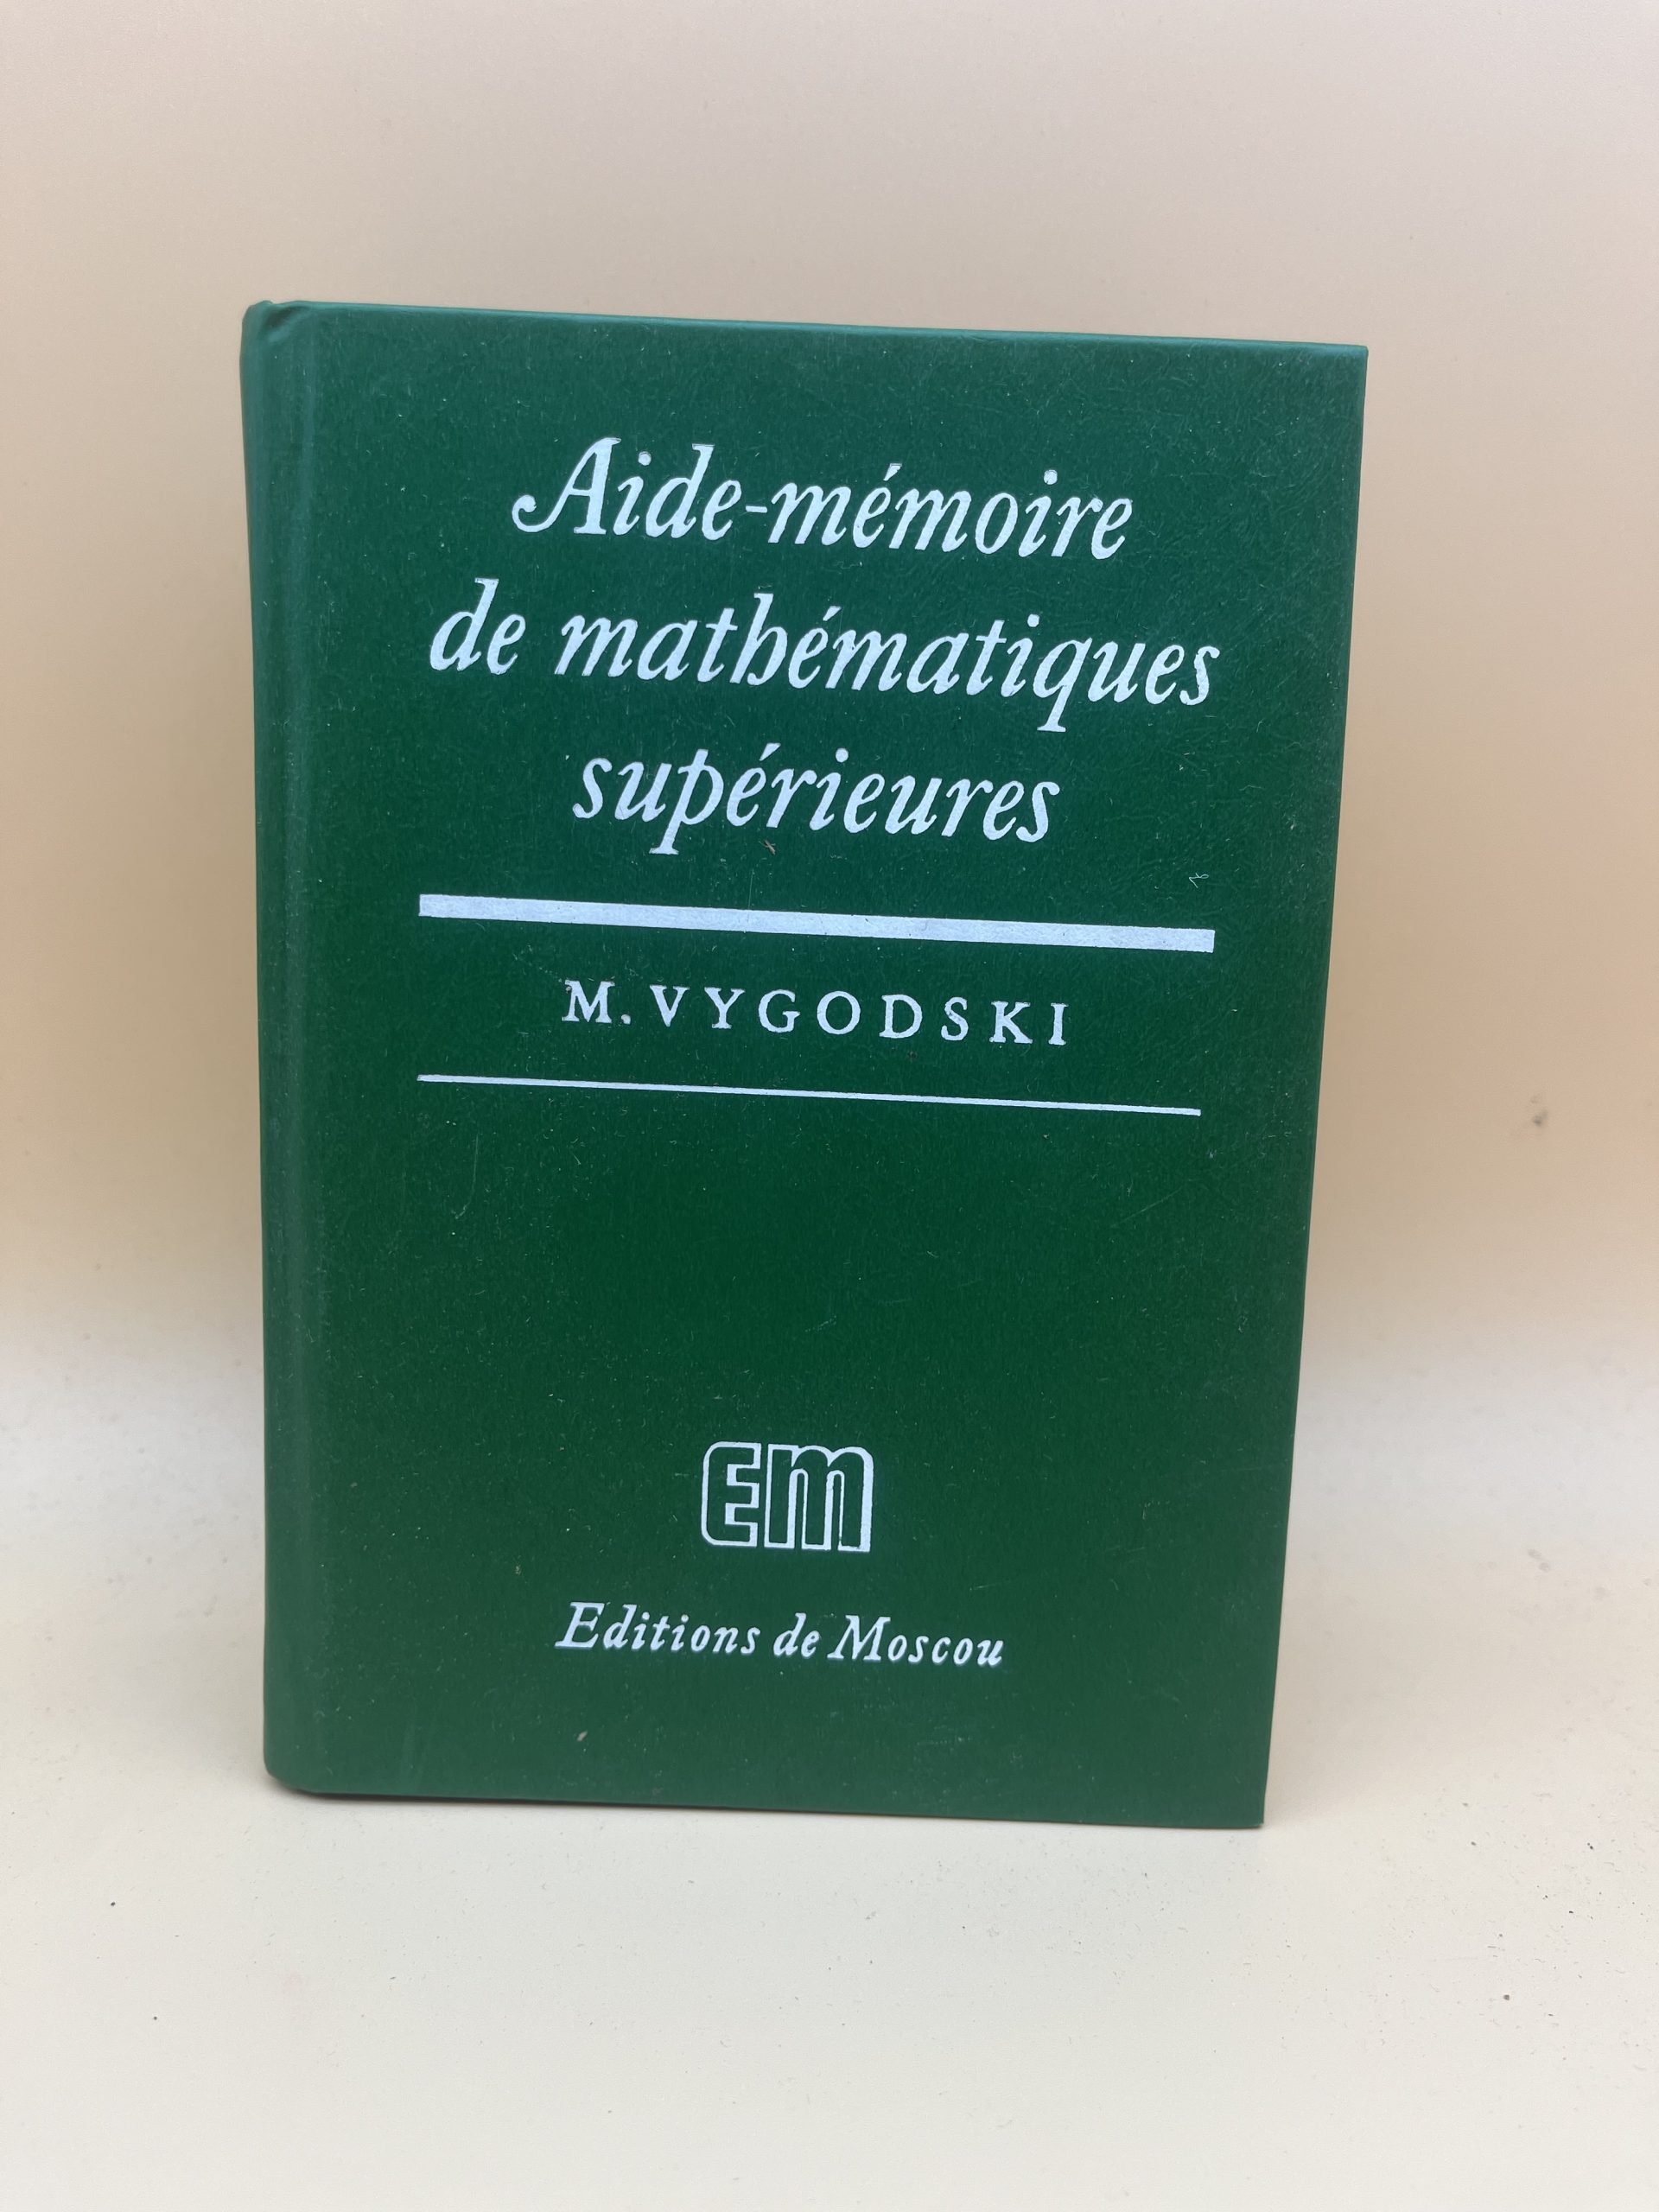 Aide-mémoire
de mathématiques
supérieures
M. VYGODSKI
EM
Editions de Moscou